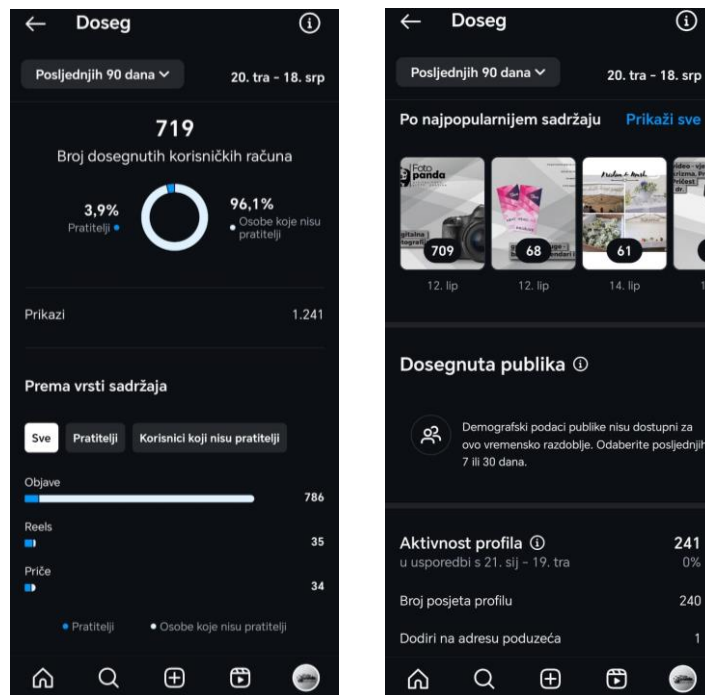 Doseg
Posljednjih 90 dana
20. tra – 18. srp
719
Broj dosegnutih korisničkih računa
3,9%
Pratitelji
96,1%
Osobe koje nisu
pratitelji
Prikazi
1.241
Prema vrsti sadržaja
Sve
Pratitelji
Korisnici koji nisu pratitelji
Objave
786
Reels
35
Priče
34
Pratitelji
Osobe koje nisu pratitelji
Doseg
Posljednjih 90 dana
20. tra – 18. srp
Po najpopularnijem sadržaju
Prikaži sve
Foto
panda
709
68
61
12. lip
12. lip
14. lip
Dosegnuta publika
Demografski podaci publike nisu dostupni za
ovo vremensko razdoblje. Odaberite posljednjih
7 ili 30 dana.
Aktivnost profila
241
u usporedbi s 21. sij – 19. tra
0%
Broj posjeta profilu
240
Dodiri na adresu poduzeća
1